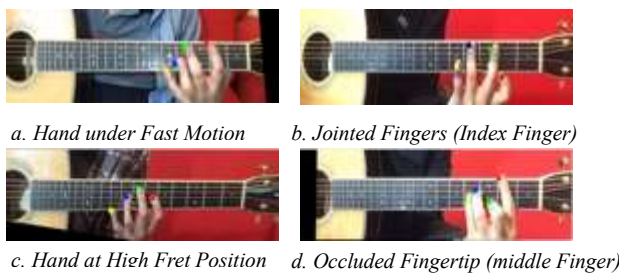 a. Hand under Fast Motion
b. Jointed Fingers (Index Finger)
c. Hand at High Fret Position
d. Occluded Fingertip (middle Finger)